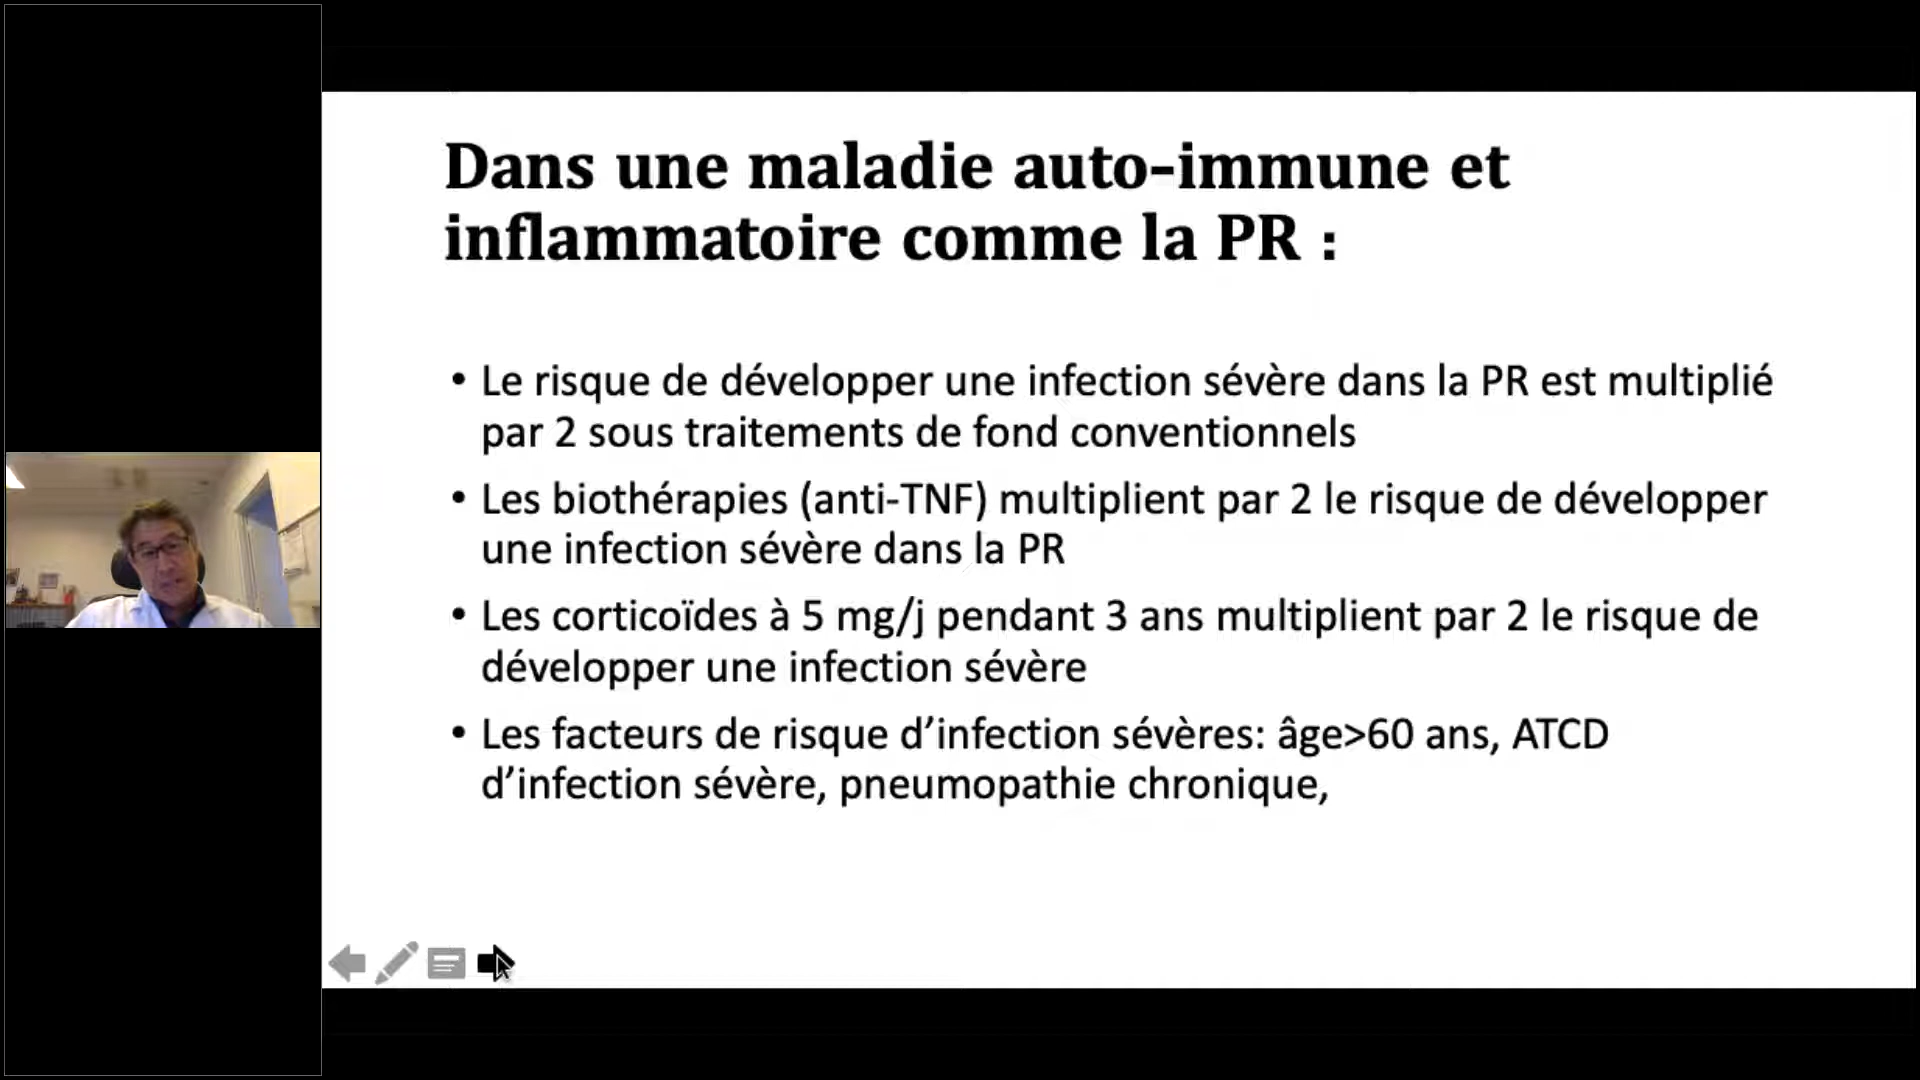 Dans une maladie auto-immune et
inflammatoire comme la PR :
• Le risque de développer une infection sévère dans la PR est multiplié
par 2 sous traitements de fond conventionnels
• Les biothérapies (anti-TNF) multiplient par 2 le risque de développer
une infection sévère dans la PR
• Les corticoïdes à 5 mg/j pendant 3 ans multiplient par 2 le risque de
développer une infection sévère
• Les facteurs de risque d’infection sévères: âge>60 ans, ATCD
d’infection sévère, pneumopathie chronique,